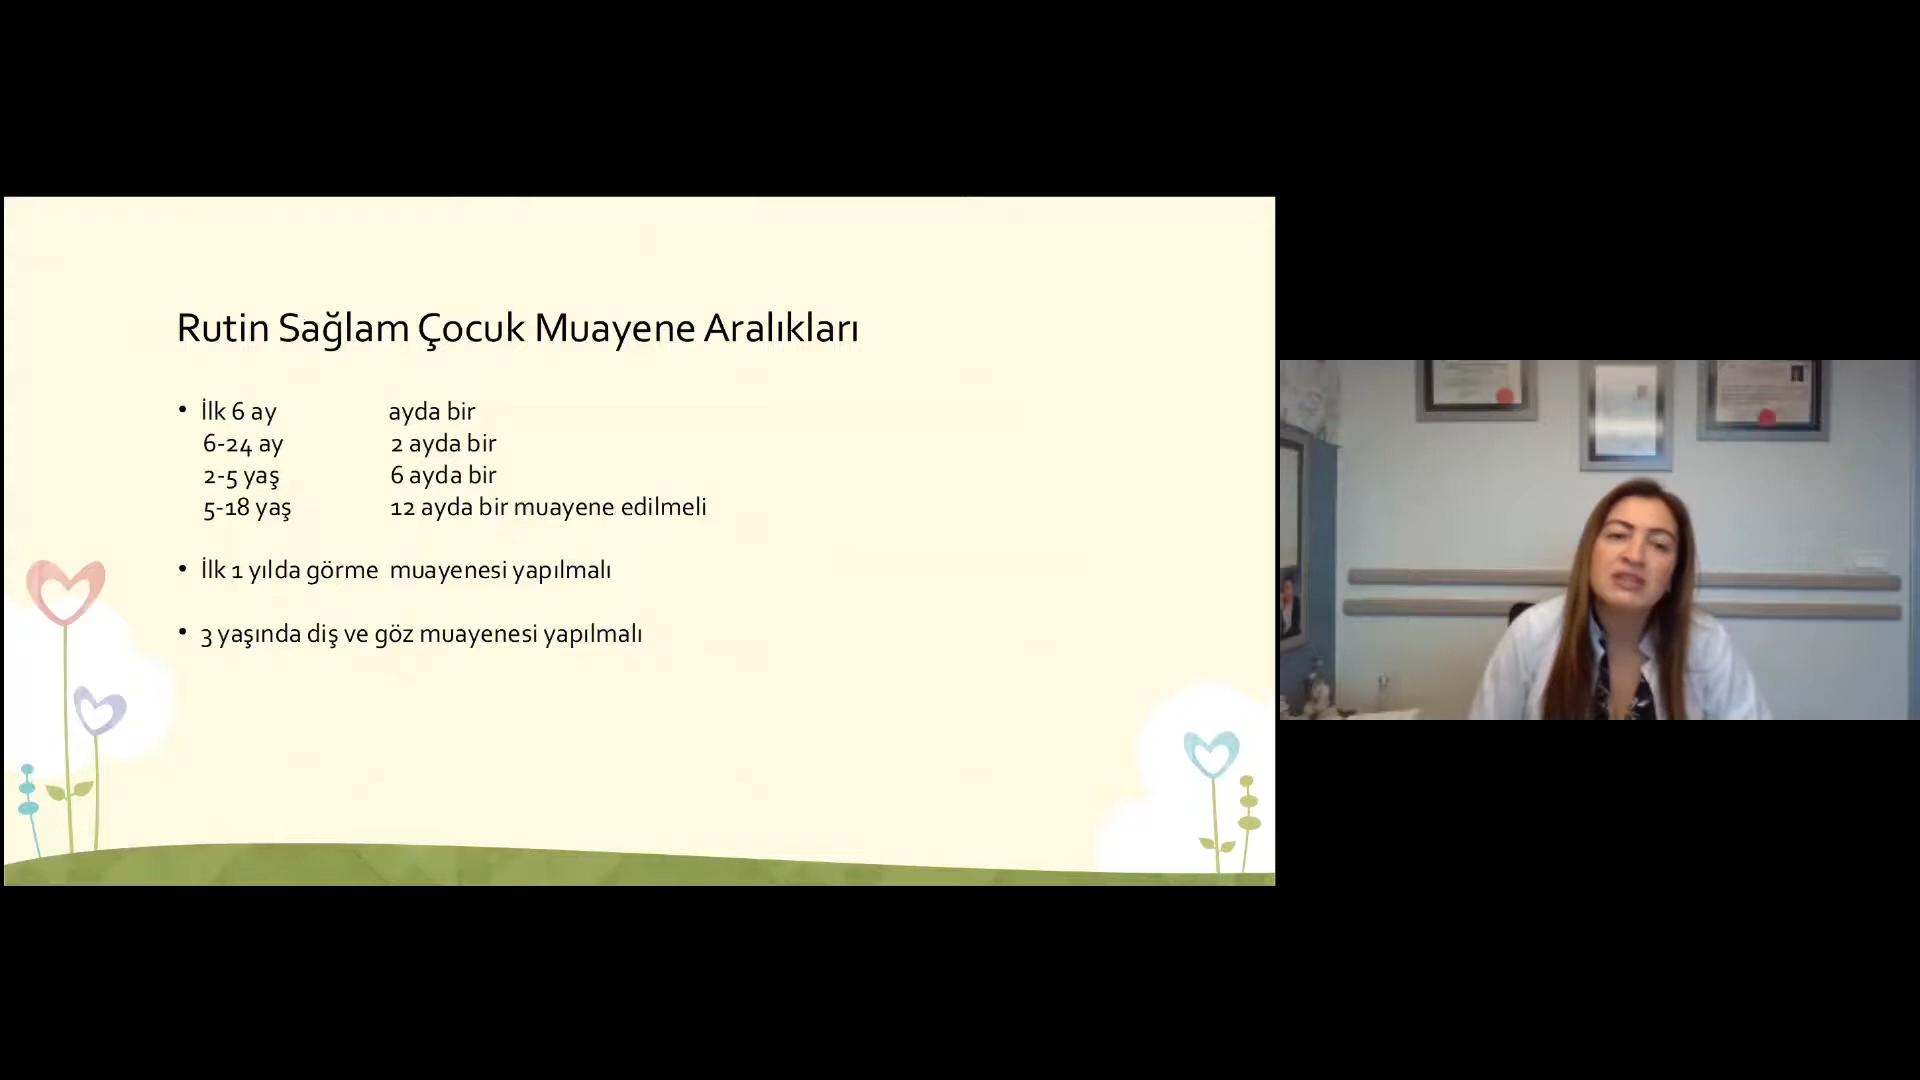 Rutin Sağlam Çocuk Muayene Aralıkları
• İlk 6 ay ayda bir
6-24 ay 2 ayda bir
2-5 yaş 6 ayda bir
5-18 yaş 12 ayda bir muayene edilmeli
• İlk 1 yılda görme muayenesi yapılmalı
• 3 yaşında diş ve göz muayenesi yapılmalı